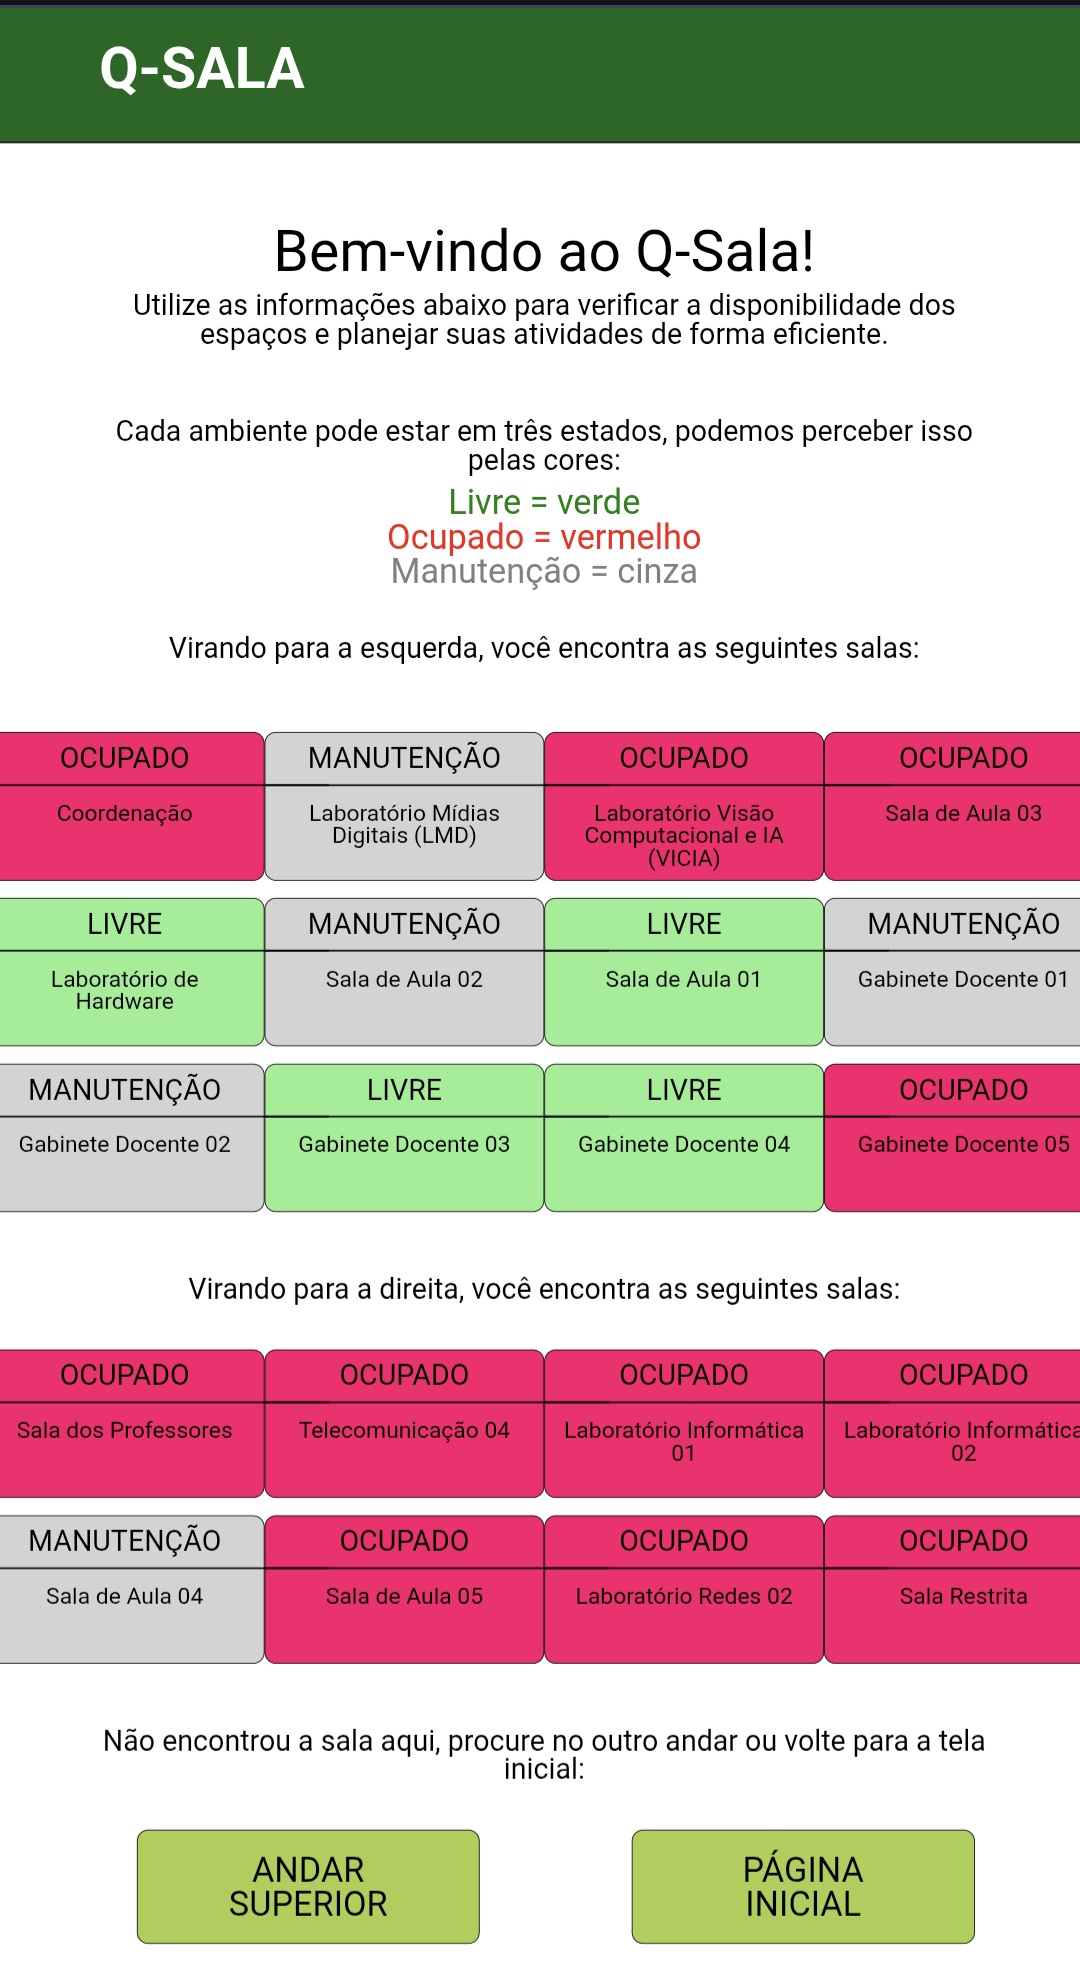 Q-SALA
Bem-vindo ao Q-Sala!
Utilize as informações abaixo para verificar a disponibilidade dos
espaços e planejar suas atividades de forma eficiente.
Cada ambiente pode estar em três estados, podemos perceber isso
pelas cores:
Livre = verde
Ocupado = vermelho
Manutenção = cinza
Virando para a esquerda, você encontra as seguintes salas:
OCUPADO
Coordenação
MANUTENÇÃO
Laboratório Mídias
Digitais (LMD)
OCUPADO
Laboratório Visão
Computacional e IA
(VICIA)
OCUPADO
Sala de Aula 03
LIVRE
Laboratório de
Hardware
MANUTENÇÃO
Sala de Aula 02
LIVRE
Sala de Aula 01
MANUTENÇÃO
Gabinete Docente 01
MANUTENÇÃO
Gabinete Docente 02
LIVRE
Gabinete Docente 03
LIVRE
Gabinete Docente 04
OCUPADO
Gabinete Docente 05
Virando para a direita, você encontra as seguintes salas:
OCUPADO
Sala dos Professores
OCUPADO
Telecomunicação 04
OCUPADO
Laboratório Informática
01
OCUPADO
Laboratório Informática
02
MANUTENÇÃO
Sala de Aula 04
OCUPADO
Sala de Aula 05
OCUPADO
Laboratório Redes 02
OCUPADO
Sala Restrita
Não encontrou a sala aqui, procure no outro andar ou volte para a tela
inicial:
ANDAR
SUPERIOR
PÁGINA
INICIAL